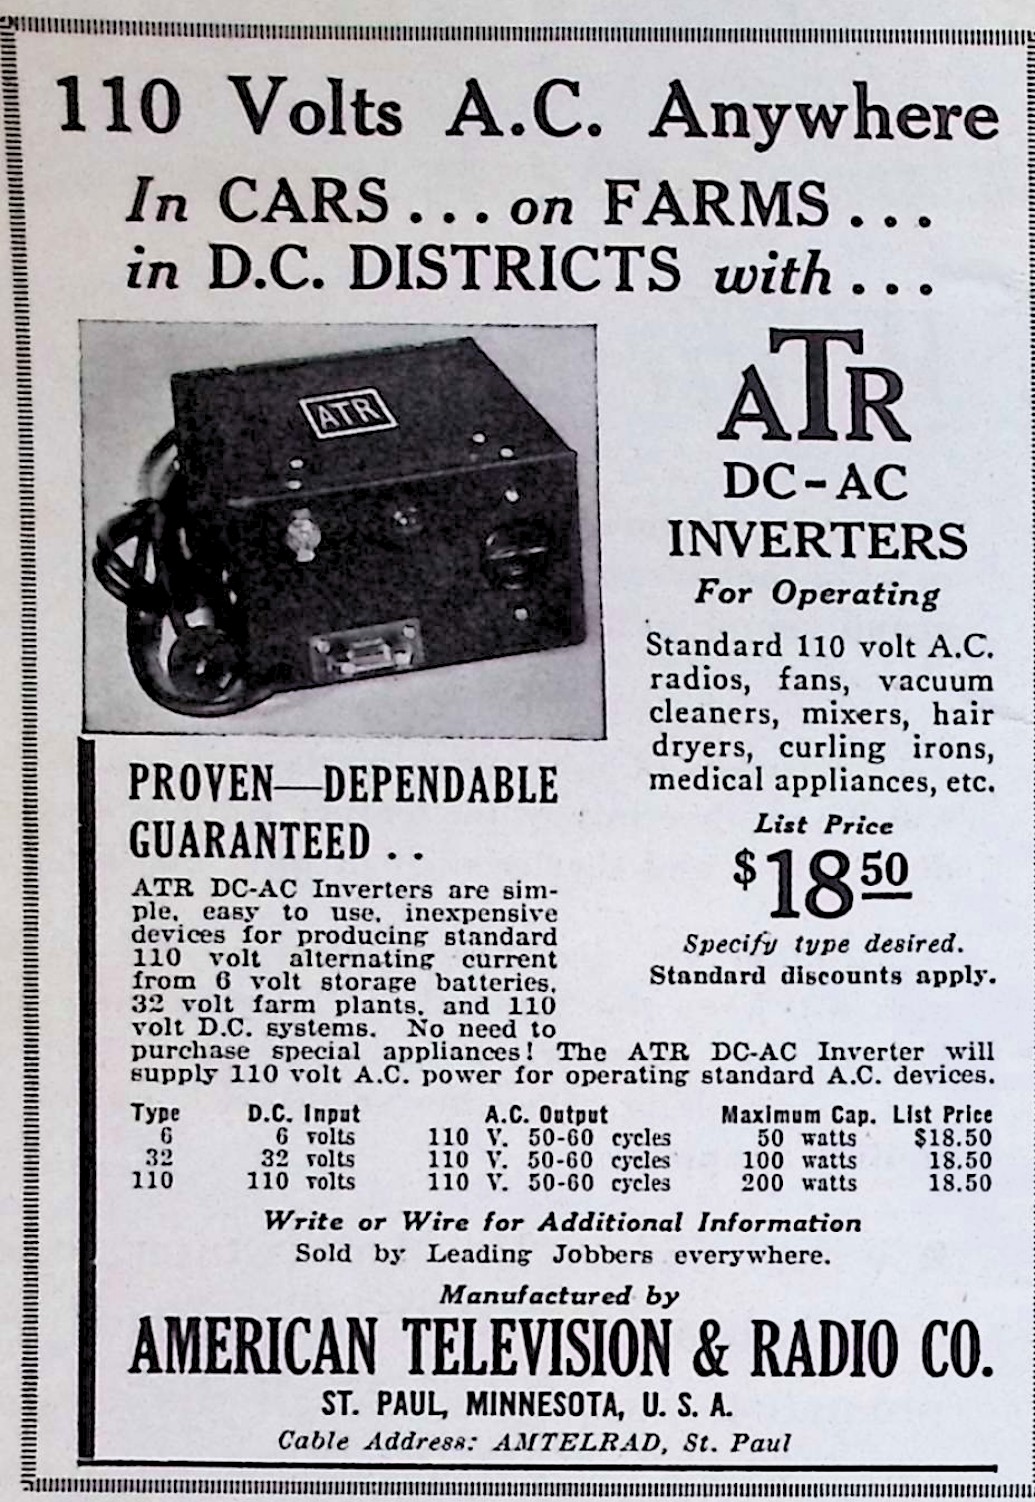 110 Volts A.C. Anywhere
In CARS . . . on FARMS . . .
in D.C. DISTRICTS with . . .
ATR
ATR
DC-AC
INVERTERS
For Operating
Standard 110 volt A.C.
radios, fans, vacuum
cleaners, mixers, hair
dryers, curling irons,
medical appliances, etc.
List Price
$18 50
Specify type desired.
Standard discounts apply.
PROVEN—DEPENDABLE
GUARANTEED . .
ATR DC-AC Inverters are sim-
ple, easy to use, inexpensive
devices for producing standard
110 volt alternating current
from 6 volt storage batteries,
32 volt farm plants, and 110
volt D.C. systems. No need to
purchase special appliances! The ATR DC-AC Inverter will
supply 110 volt A.C. power for operating standard A.C. devices.
Type D.C. Input A.C. Output Maximum Cap. List Price
6 6 volts 110 V. 50-60 cycles 50 watts $18.50
32 32 volts 110 V. 50-60 cycles 100 watts 18.50
110 110 volts 110 V. 50-60 cycles 200 watts 18.50
Write or Wire for Additional Information
Sold by Leading Jobbers everywhere.
Manufactured by
AMERICAN TELEVISION & RADIO CO.
ST. PAUL, MINNESOTA, U. S. A.
Cable Address: AMTELRAD, St. Paul